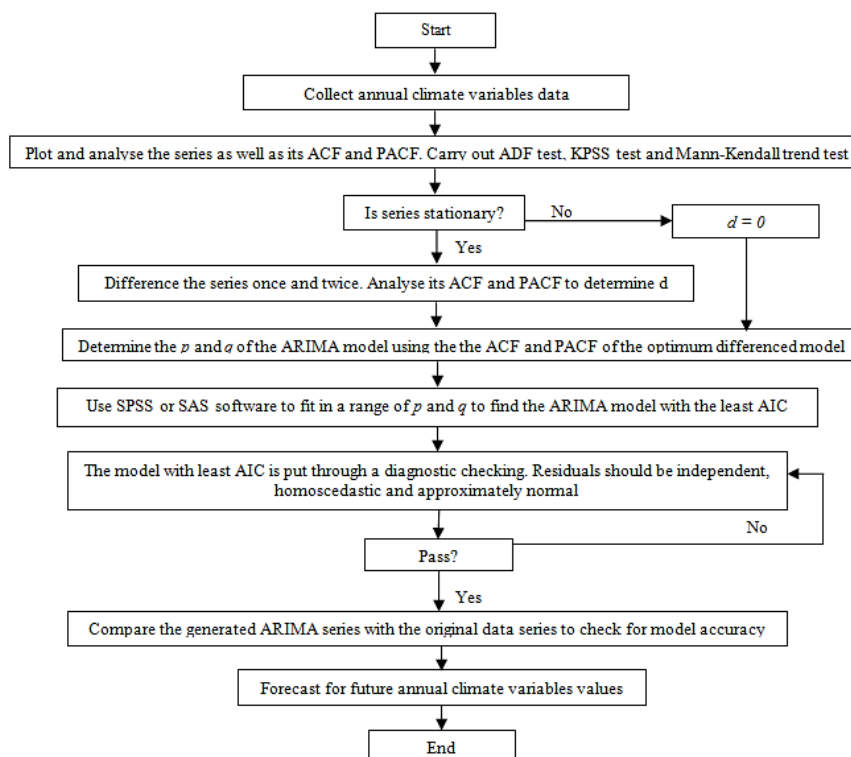 Start
Collect annual climate variables data
Plot and analyse the series as well as its ACF and PACF. Carry out ADF test, KPSS test and Mann-Kendall trend test
Is series stationary?
No
d = 0
Yes
Difference the series once and twice. Analyse its ACF and PACF to determine d
Determine the p and q of the ARIMA model using the the ACF and PACF of the optimum differenced model
Use SPSS or SAS software to fit in a range of p and q to find the ARIMA model with the least AIC
The model with least AIC is put through a diagnostic checking. Residuals should be independent,
homoscedastic and approximately normal
No
Pass?
Yes
Compare the generated ARIMA series with the original data series to check for model accuracy
Forecast for future annual climate variables values
End